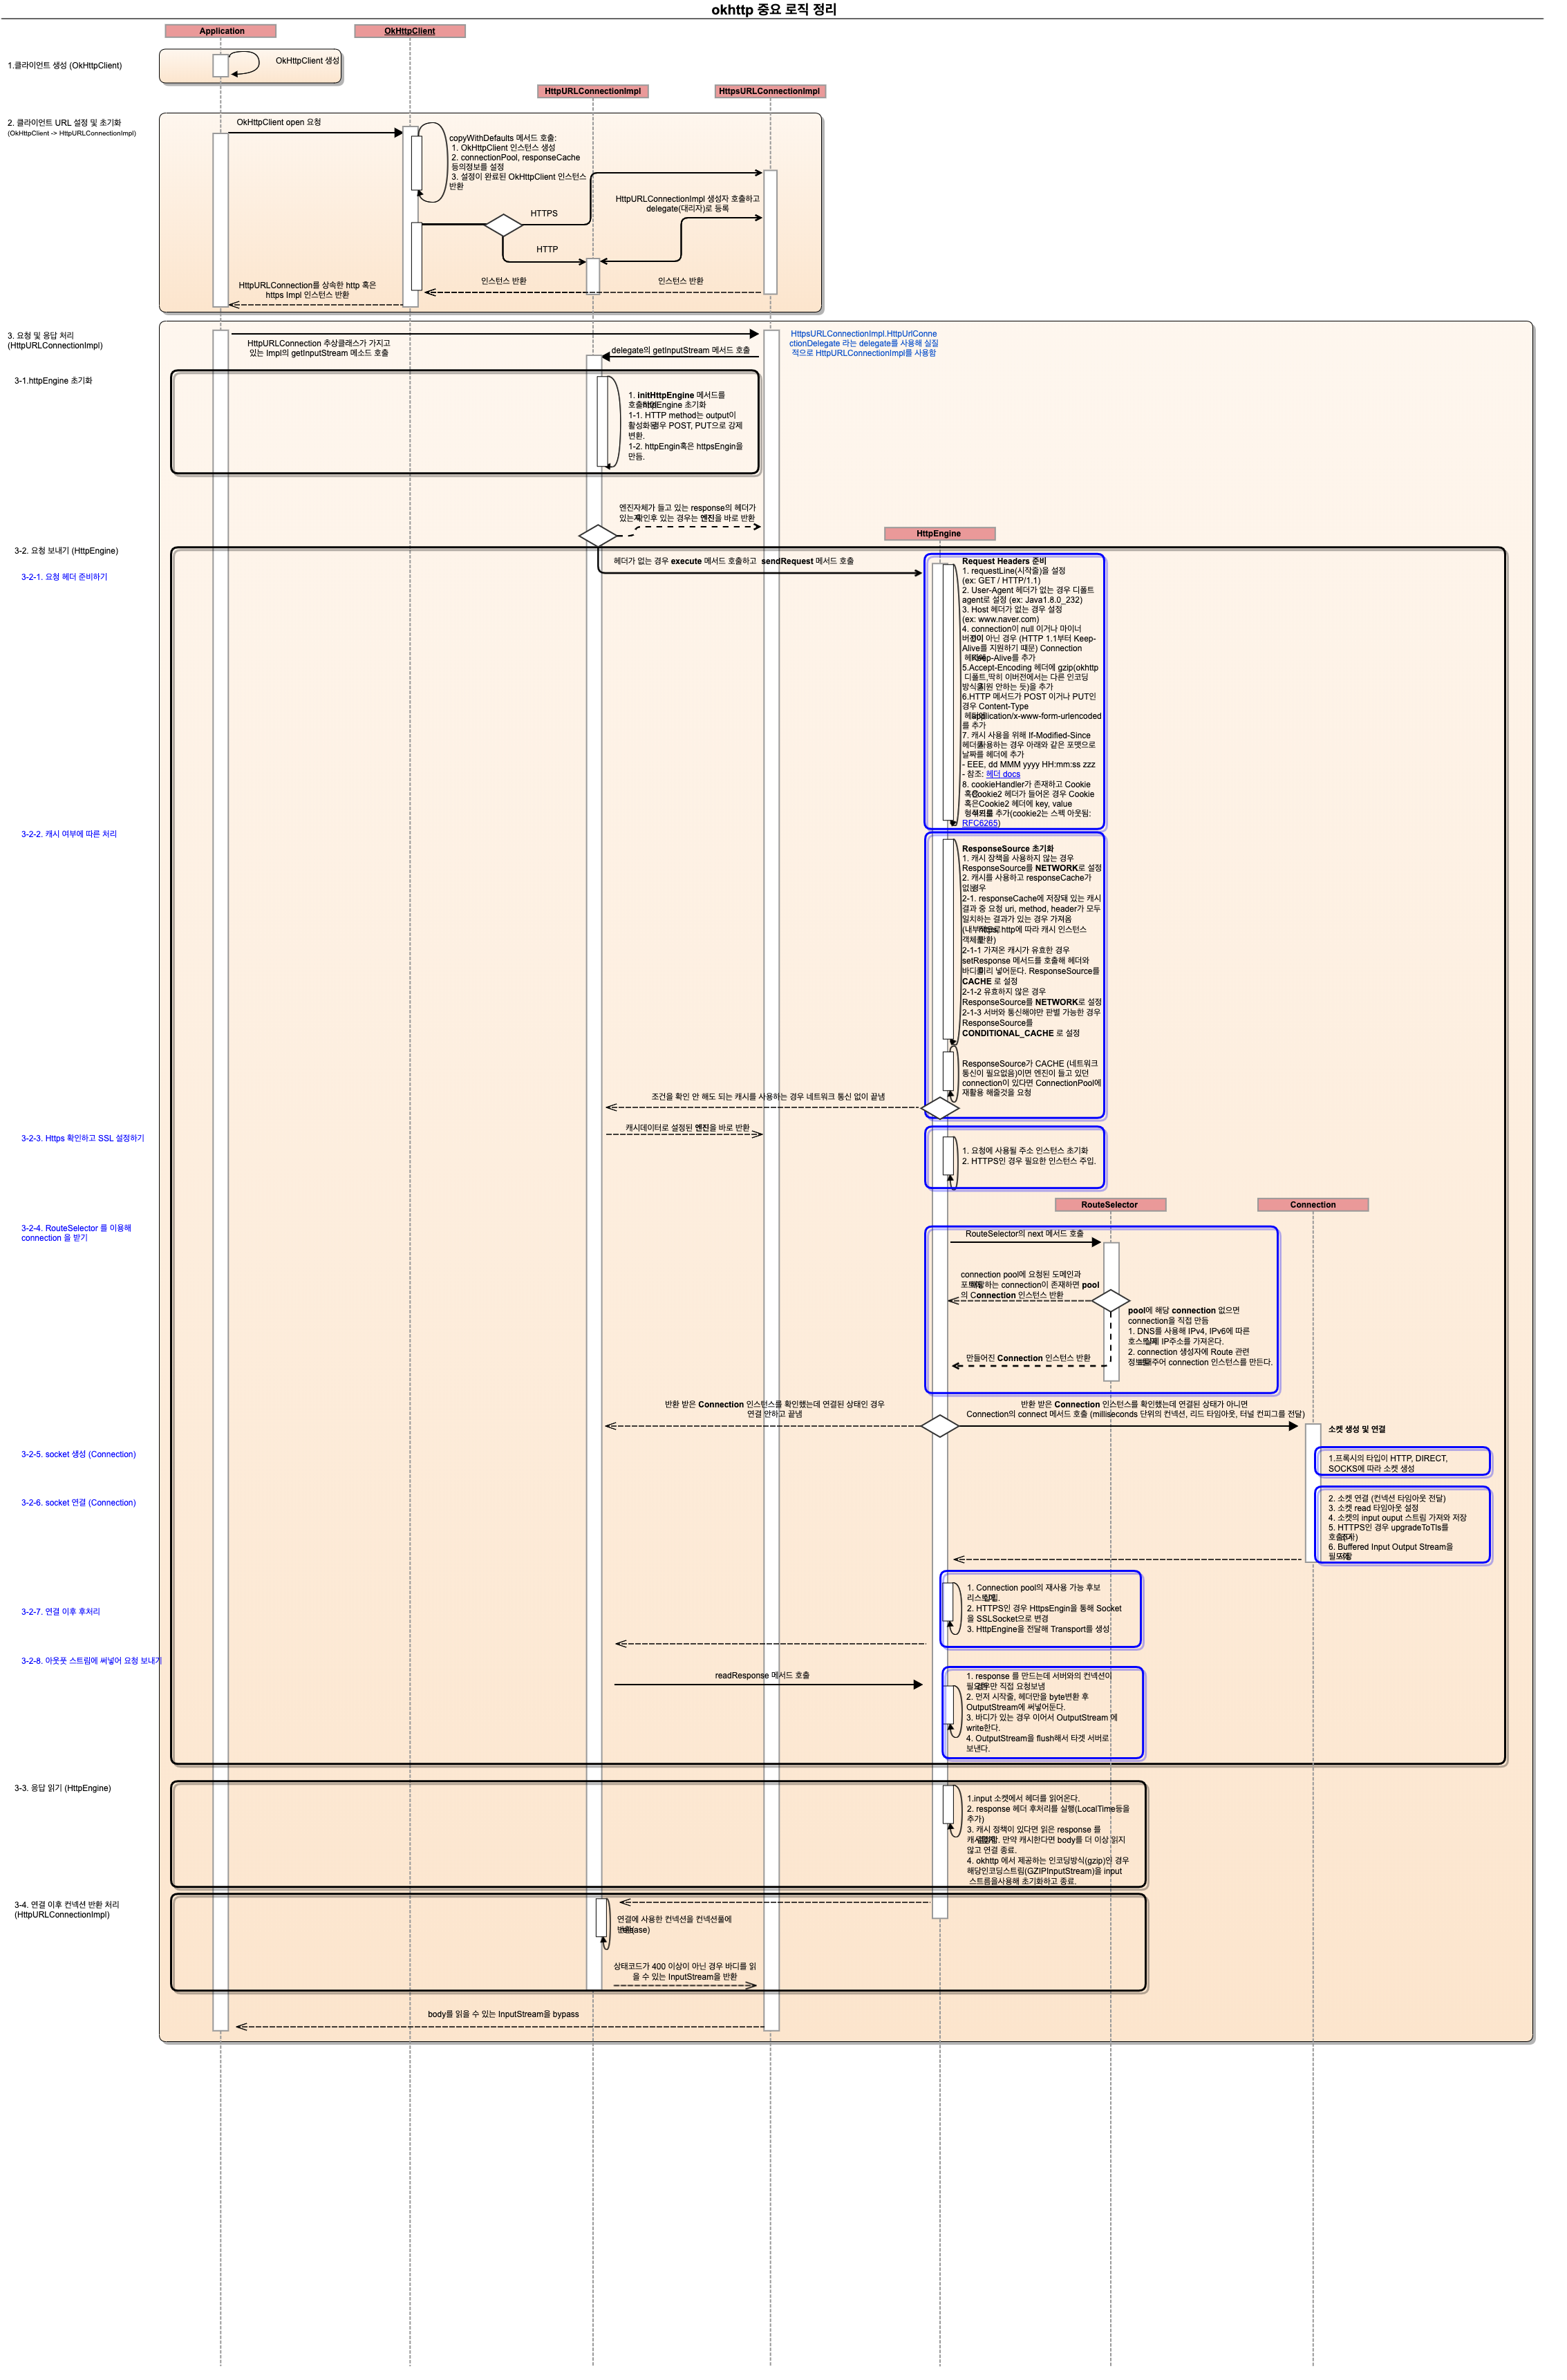 okhttp 중요 로직 정리
Application
OkHttpClient
1.클라이언트 생성 (OkHttpClient)
OkHttpClient 생성
HttpURLConnectionImpl
HttpsURLConnectionImpl
2. 클라이언트 URL 설정 및 초기화
(OkHttpClient -> HttpURLConnectionImpl)
OkHttpClient open 요청
copyWithDefaults 메서드 호출:
1. OkHttpClient 인스턴스 생성
2. connectionPool, responseCache
등의정보를 설정
3. 설정이 완료된 OkHttpClient 인스턴스
반환
HttpURLConnectionImpl 생성자 호출하고
delegate(대리자)로 등록
HTTPS
HTTP
인스턴스 반환
인스턴스 반환
HttpURLConnection를 상속한 http 혹은
https Impl 인스턴스 반환
3. 요청 및 응답 처리
(HttpURLConnectionImpl)
HttpURLConnection 추상클래스가 가지고
있는 Impl의 getInputStream 메소드 호출
delegate의 getInputStream 메서드 호출
HttpsURLConnectionImpl.HttpUrlConne
ctionDelegate 라는 delegate를 사용해 실질
적으로 HttpURLConnectionImpl를 사용함
3-1.httpEngine 초기화
1. initHttpEngine 메서드를
호출하여 httpEngine 초기화
1-1. HTTP method는 output이
활성화된 경우 POST, PUT으로 강제
변환.
1-2. httpEngin혹은 httpsEngin을
만듬.
엔진자체가 들고 있는 response의 헤더가
있는지 확인후 있는 경우는 엔진을 바로 반환
HttpEngine
3-2. 요청 보내기 (HttpEngine)
헤더가 없는 경우 execute 메서드 호출하고 sendRequest 메서드 호출
3-2-1. 요청 헤더 준비하기
Request Headers 준비
1. requestLine(시작줄)을 설정
(ex: GET / HTTP/1.1)
2. User-Agent 헤더가 없는 경우 디폴트
agent로 설정 (ex: Java1.8.0_232)
3. Host 헤더가 없는 경우 설정
(ex: www.naver.com)
4. connection이 null 이거나 마이너
버전이 0이 아닌 경우 (HTTP 1.1부터 Keep-
Alive를 지원하기 때문) Connection
헤더에 Keep-Alive를 추가
5.Accept-Encoding 헤더에 gzip(okhttp
디폴트,딱히 이버전에서는 다른 인코딩
방식을 지원 안하는 듯)을 추가
6.HTTP 메서드가 POST 이거나 PUT인
경우 Content-Type
헤더에 application/x-www-form-urlencoded
를 추가
7. 캐시 사용을 위해 If-Modified-Since
헤더를 사용하는 경우 아래와 같은 포맷으로
날짜를 헤더에 추가
- EEE, dd MMM yyyy HH:mm:ss zzz
- 참조: 헤더 docs
8. cookieHandler가 존재하고 Cookie
혹은 Cookie2 헤더가 들어온 경우 Cookie
혹은Cookie2 헤더에 key, value
추가(cookie2는 스펙 아웃됨:
RFC6265)
3-2-2. 캐시 여부에 따른 처리
ResponseSource 초기화
1. 캐시 장책을 사용하지 않는 경우
ResponseSource를 NETWORK로 설정
2. 캐시를 사용하고 responseCache가
없는 경우
2-1. responseCache에 저장돼 있는 캐시
결과 중 요청 uri, method, header가 모두
일치하는 결과가 있는 경우 가져옴
(내부적으로 https,http에 따라 캐시 인스턴스
객체를 반환)
2-1-1 가져온 캐시가 유효한 경우
setResponse 메서드를 호출해 헤더와
바디를 미리 넣어둔다. ResponseSource를
CACHE 로 설정
2-1-2 유효하지 않은 경우
ResponseSource를 NETWORK로 설정
2-1-3 서버와 통신해야만 판별 가능한 경우
ResponseSource를
CONDITIONAL_CACHE 로 설정
ResponseSource가 CACHE (네트워크
통신이 필요없음)이면 엔진이 들고 있던
connection이 있다면 ConnectionPool에
재활용 해줄것을 요청
조건을 확인 안 해도 되는 캐시를 사용하는 경우 네트워크 통신 없이 끝냄
캐시데이터로 설정된 엔진을 바로 반환
3-2-3. Https 확인하고 SSL 설정하기
1. 요청에 사용될 주소 인스턴스 초기화
2. HTTPS인 경우 필요한 인스턴스 주입.
RouteSelector
Connection
3-2-4. RouteSelector 를 이용해
connection 을 받기
RouteSelector의 next 메서드 호출
connection pool에 요청된 도메인과
포트에 해당하는 connection이 존재하면 pool
의 Connection 인스턴스 반환
pool에 해당 connection 없으면
connection을 직접 만듬
1. DNS를 사용해 IPv4, IPv6에 따른
호스트의 실제 IP주소를 가져온다.
2. connection 생성자에 Route 관련
정보를 넘겨주어 connection 인스턴스를 만든다.
만들어진 Connection 인스턴스 반환
반환 받은 Connection 인스턴스를 확인했는데 연결된 상태인 경우
연결 안하고 끝냄
반환 받은 Connection 인스턴스를 확인했는데 연결된 상태가 아니면
Connection의 connect 메서드 호출 (milliseconds 단위의 컨넥션, 리드 타임아웃, 터널 컨피그를 전달)
소켓 생성 및 연결
3-2-5. socket 생성 (Connection)
1.프록시의 타입이 HTTP, DIRECT,
SOCKS에 따라 소켓 생성
3-2-6. socket 연결 (Connection)
2. 소켓 연결 (컨넥션 타임아웃 전달)
3. 소켓 read 타임아웃 설정
4. 소켓의 input ouput 스트림 가져와 저장
5. HTTPS인 경우 upgradeToTls를
6. Buffered Input Output Stream을
3-2-7. 연결 이후 후처리
1. Connection pool의 재사용 가능 후보
2. HTTPS인 경우 HttpsEngin을 통해 Socket
을 SSLSocket으로 변경
3. HttpEngine을 전달해 Transport를 생성
3-2-8. 아웃풋 스트림에 써넣어 요청 보내기
readResponse 메서드 호출
1. response 를 만드는데 서버와의 컨넥션이
필요한 경우만 직접 요청보냄
2. 먼저 시작줄, 헤더만을 byte변환 후
OutputStream에 써넣어둔다.
3. 바디가 있는 경우 이어서 OutputStream 에
write한다.
4. OutputStream을 flush해서 타겟 서버로
보낸다.
3-3. 응답 읽기 (HttpEngine)
1.input 소켓에서 헤더를 읽어온다.
2. response 헤더 후처리를 실행(LocalTime등을
추가)
3. 캐시 정책이 있다면 읽은 response 를
만약 캐시한다면 body를 더 이상 읽지
않고 연결 종료.
4. okhttp 에서 제공하는 인코딩방식(gzip)인 경우
해당인코딩스트림(GZIPInputStream)을 input
스트림을사용해 초기화하고 종료.
3-4. 연결 이후 컨넥션 반환 처리
(HttpURLConnectionImpl)
연결에 사용한 컨넥션을 컨넥션풀에
반환(release)
상태코드가 400 이상이 아닌 경우 바디를 읽
을 수 있는 InputStream을 반환
body를 읽을 수 있는 InputStream을 bypass